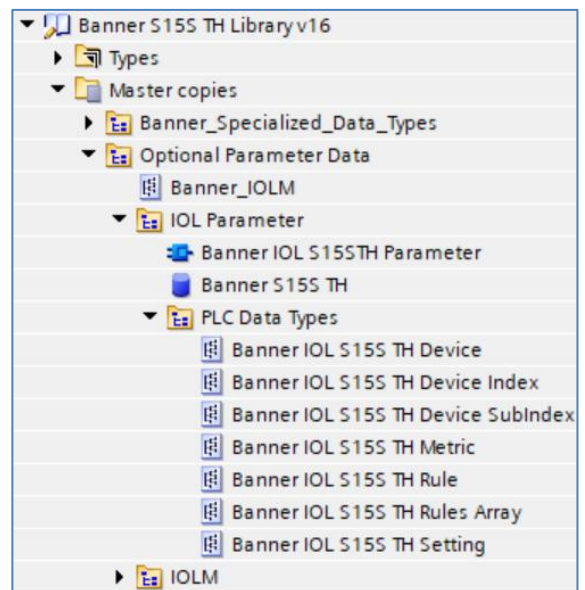 Banner S15S TH Library v16
Types
Master copies
Banner_Specialized_Data_Types
Optional Parameter Data
Banner_IOLM
IOL Parameter
Banner IOL S15STH Parameter
Banner S15S TH
PLC Data Types
Banner IOL S15S TH Device
Banner IOL S15S TH Device Index
Banner IOL S15S TH Device SubIndex
Banner IOL S15S TH Metric
Banner IOL S15S TH Rule
Banner IOL S15S TH Rules Array
Banner IOL S15S TH Setting
IOLM